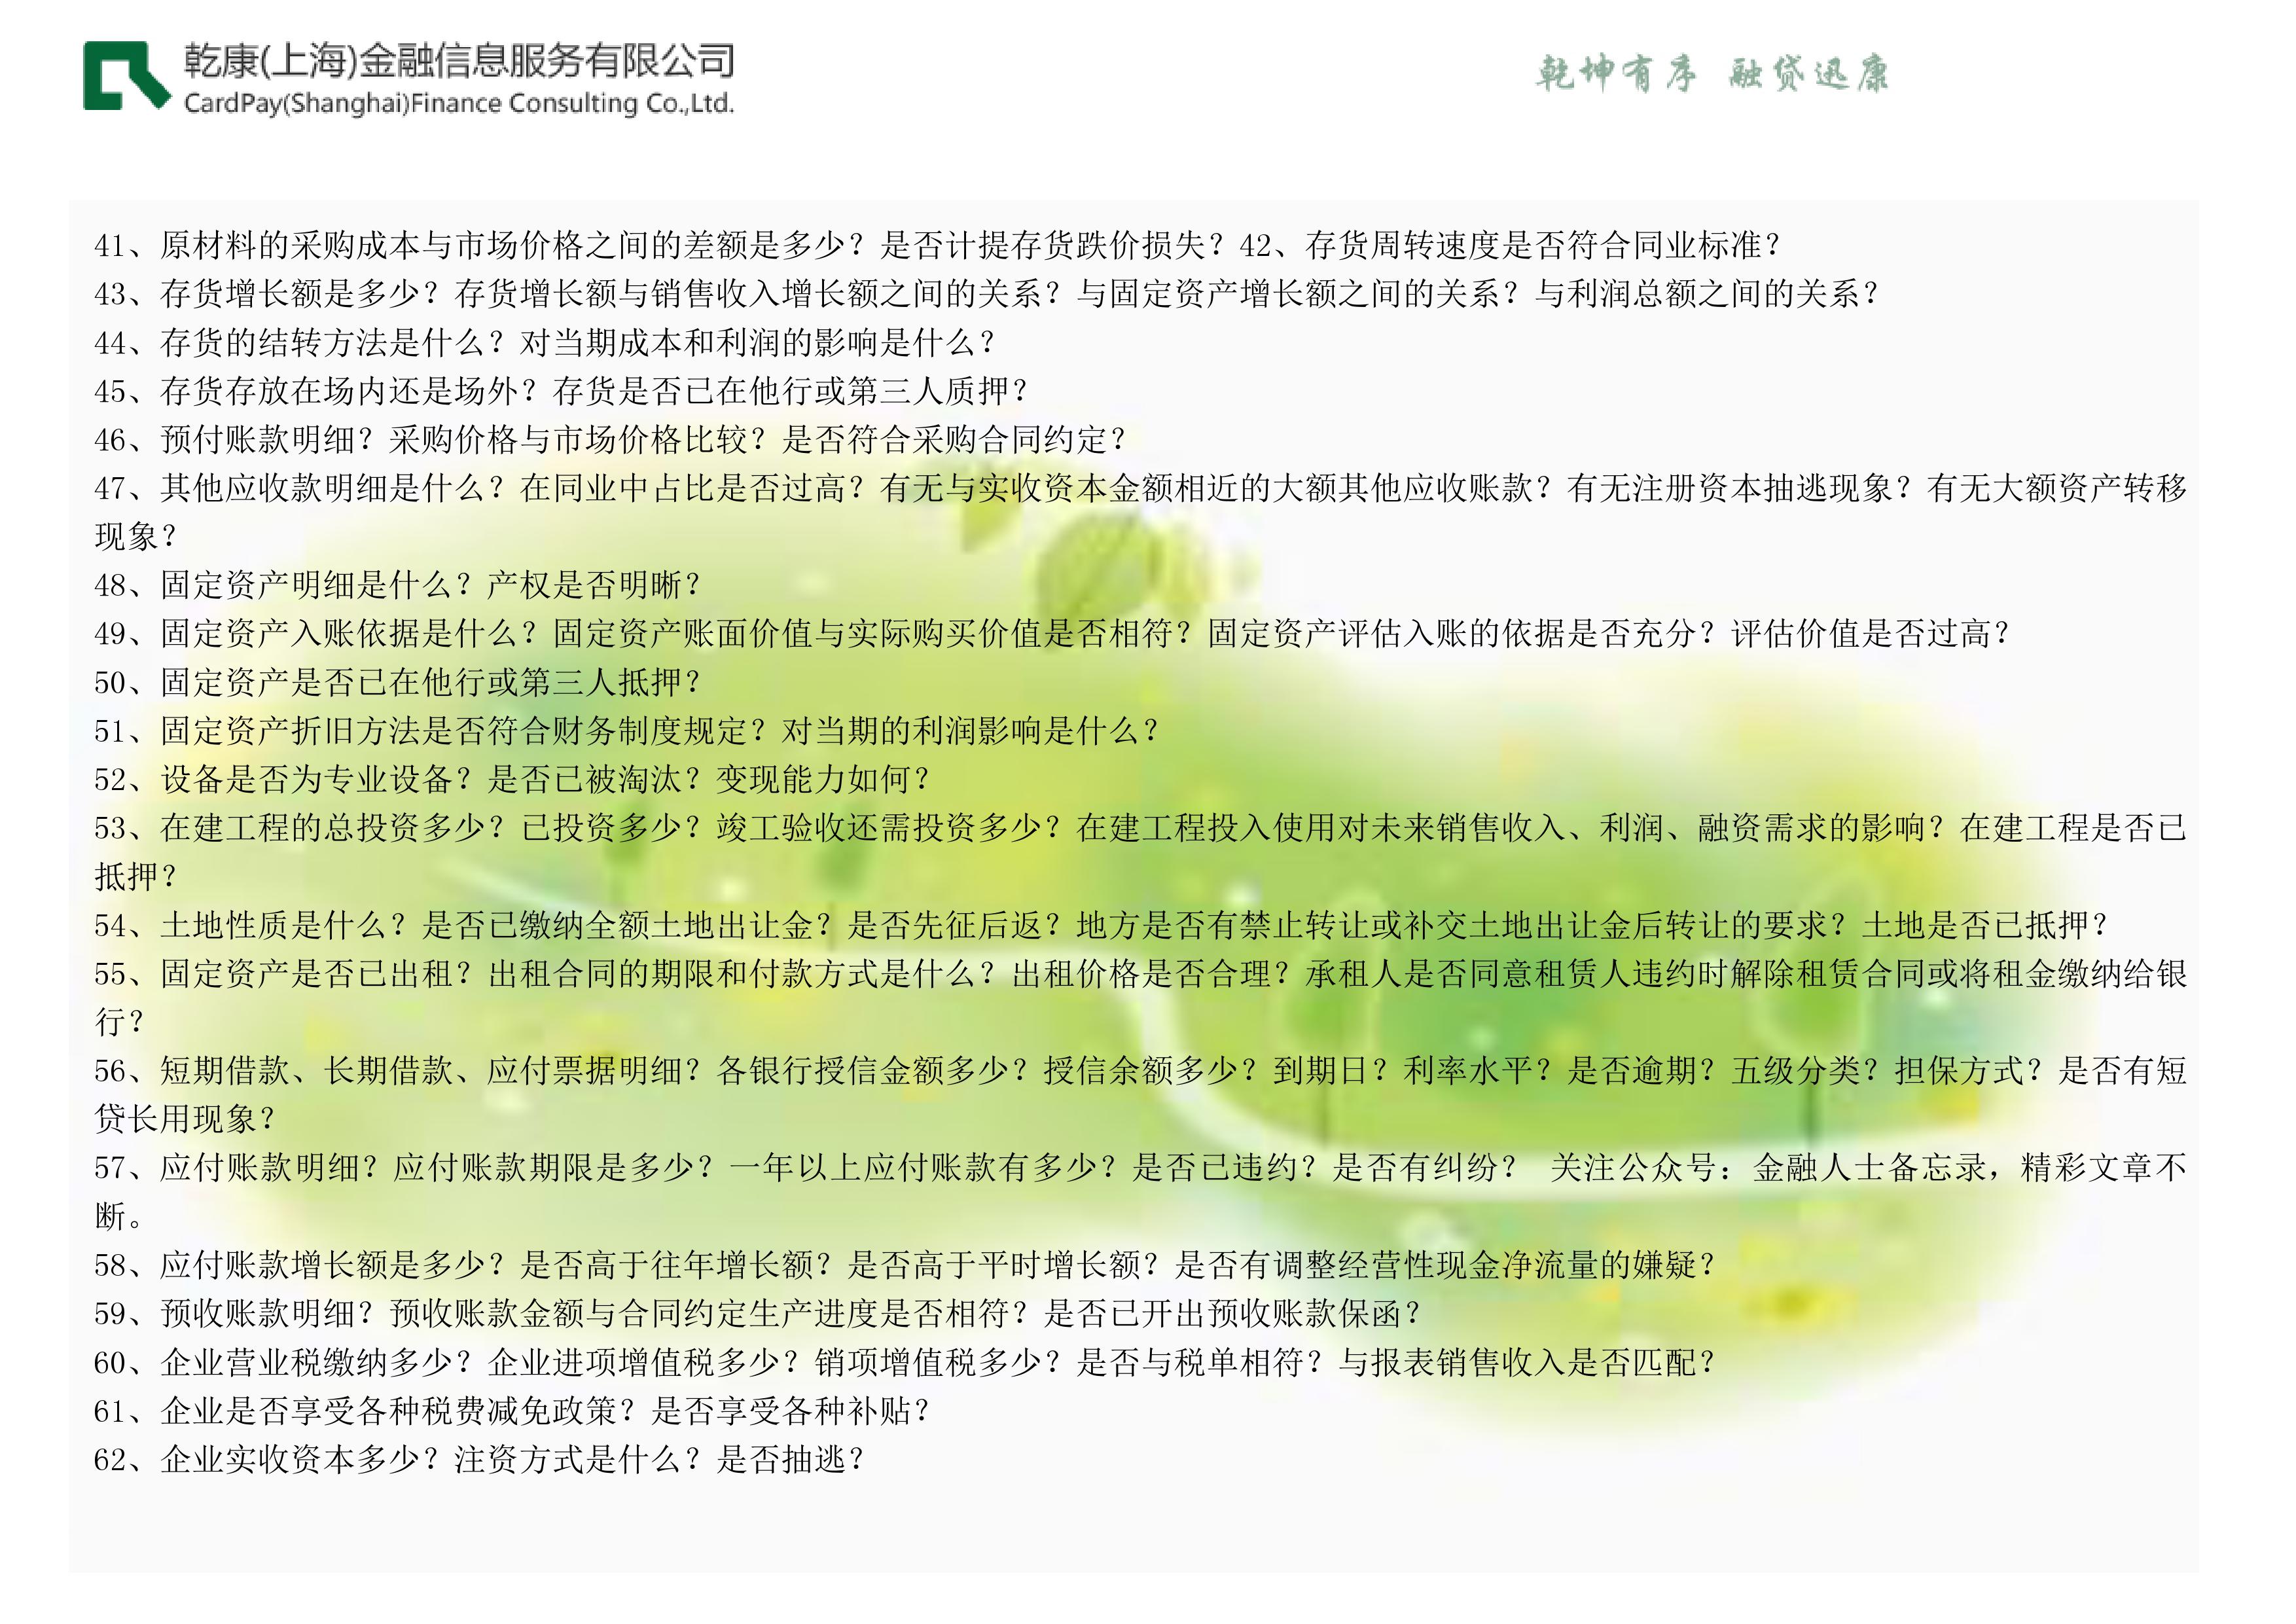 乾康(上海)金融信息服务有限公司
CardPay(Shanghai)Finance Consulting Co.,Ltd.
乾坤有序 融贷迅康
41、原材料的采购成本与市场价格之间的差额是多少？是否计提存货跌价损失？42、存货周转速度是否符合同业标准？
43、存货增长额是多少？存货增长额与销售收入增长额之间的关系？与固定资产增长额之间的关系？与利润总额之间的关系？
44、存货的结转方法是什么？对当期成本和利润的影响是什么？
45、存货存放在场内还是场外？存货是否已在他行或第三人质押？
46、预付账款明细？采购价格与市场价格比较？是否符合采购合同约定？
47、其他应收款明细是什么？在同业中占比是否过高？有无与实收资本金额相近的大额其他应收账款？有无注册资本抽逃现象？有无大额资产转移
现象？
48、固定资产明细是什么？产权是否明晰？
49、固定资产入账依据是什么？固定资产账面价值与实际购买价值是否相符？固定资产评估入账的依据是否充分？评估价值是否过高？
50、固定资产是否已在他行或第三人抵押？
51、固定资产折旧方法是否符合财务制度规定？对当期的利润影响是什么？
52、设备是否为专业设备？是否已被淘汰？变现能力如何？
53、在建工程的总投资多少？已投资多少？竣工验收还需投资多少？在建工程投入使用对未来销售收入、利润、融资需求的影响？在建工程是否已
抵押？
54、土地性质是什么？是否已缴纳全额土地出让金？是否先征后返？地方是否有禁止转让或补交土地出让金后转让的要求？土地是否已抵押？
55、固定资产是否已出租？出租合同的期限和付款方式是什么？出租价格是否合理？承租人是否同意租赁人违约时解除租赁合同或将租金缴纳给银
行？
56、短期借款、长期借款、应付票据明细？各银行授信金额多少？授信余额多少？到期日？利率水平？是否逾期？五级分类？担保方式？是否有短
贷长用现象？
57、应付账款明细？应付账款期限是多少？一年以上应付账款有多少？是否已违约？是否有纠纷？ 关注公众号：金融人士备忘录，精彩文章不
断。
58、应付账款增长额是多少？是否高于往年增长额？是否高于平时增长额？是否有调整经营性现金净流量的嫌疑？
59、预收账款明细？预收账款金额与合同约定生产进度是否相符？是否已开出预收账款保函？
60、企业营业税缴纳多少？企业进项增值税多少？销项增值税多少？是否与税单相符？与报表销售收入是否匹配？
61、企业是否享受各种税费减免政策？是否享受各种补贴？
62、企业实收资本多少？注资方式是什么？是否抽逃？